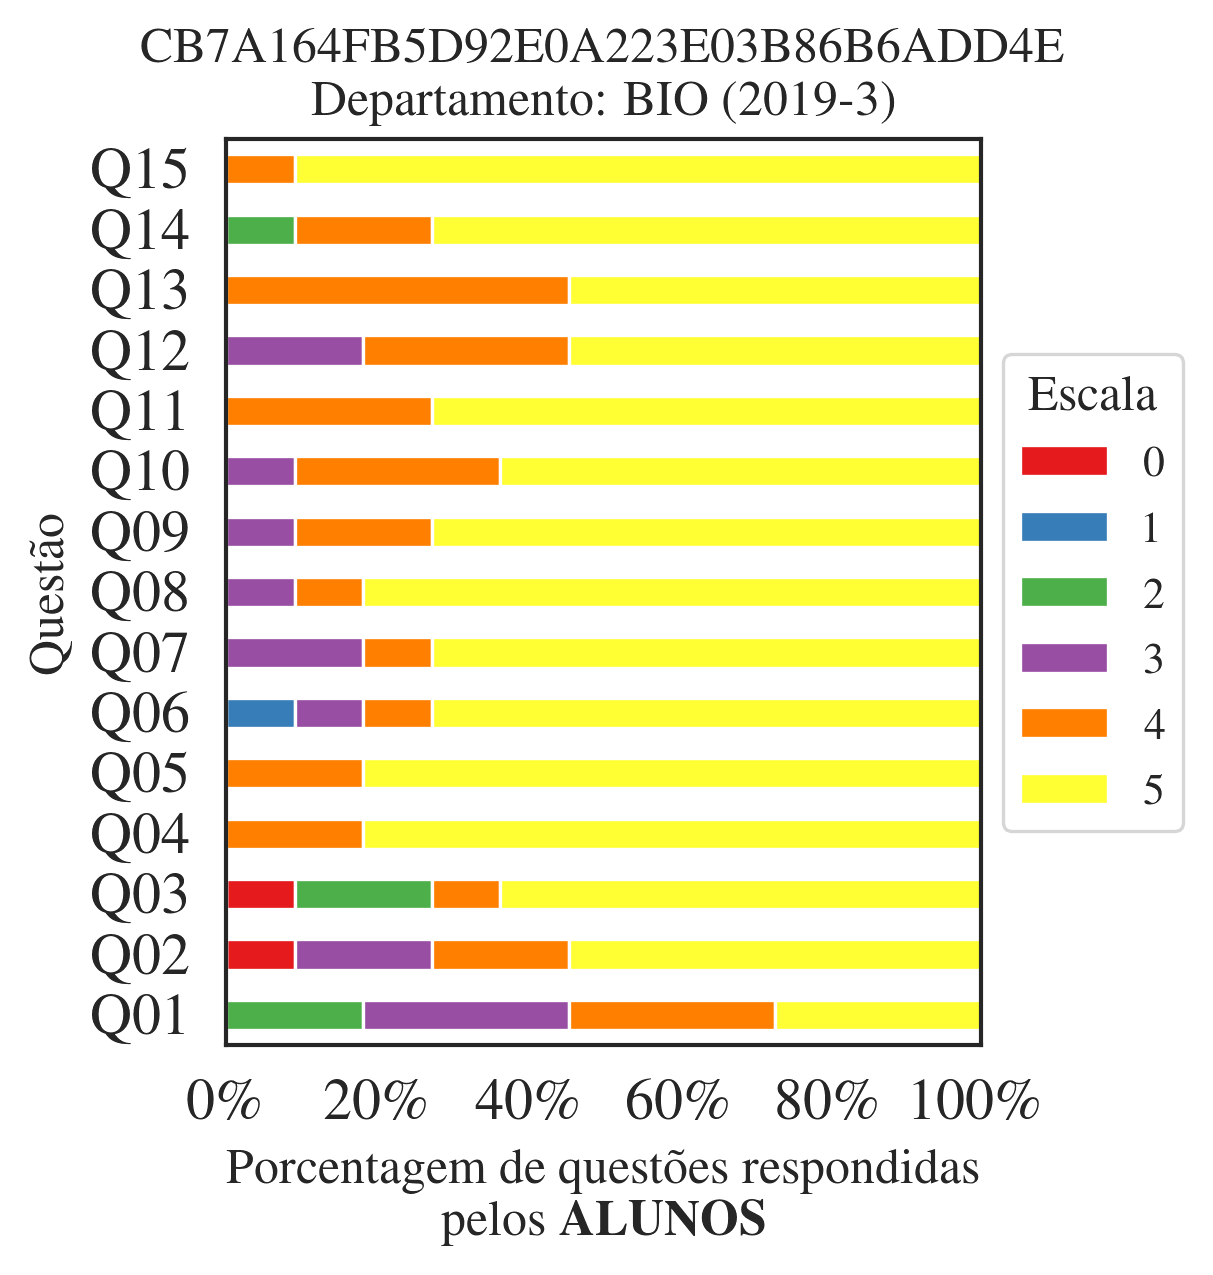 CB7A164FB5D92E0A223E03B86B6ADD4E
Departamento: BIO (2019-3)
Q15
Q14
Q13
Q12
Q11
Q10
Q09
Q08
Q07
Q06
Q05
Q04
Q03
Q02
Q01
Questão
0% 20% 40% 60% 80% 100%
Porcentagem de questões respondidas
pelos ALUNOS
Escala
0
1
2
3
4
5